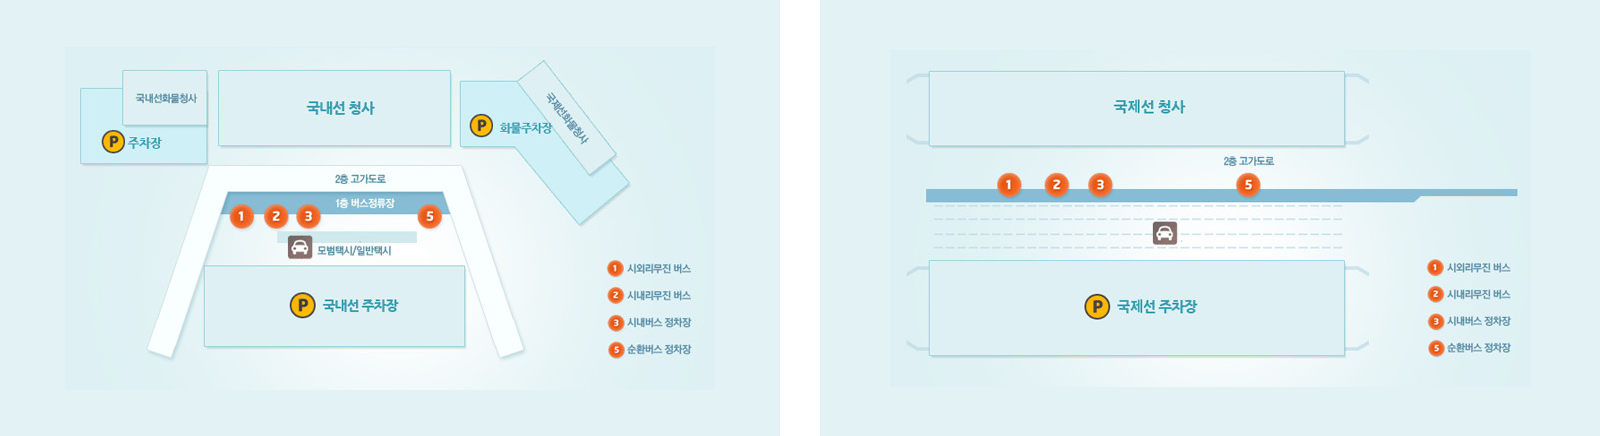 국내선화물청사
P 주차장
국내선 청사
P 화물주차장
국제선화물청사
2층 고가도로
1층 버스정류장
1 2 3 5
모범택시/일반택시
P 국내선 주차장
1 시외리무진 버스
2 시내리무진 버스
3 시내버스 정차장
5 순환버스 정차장
국제선 청사
2층 고가도로
1 2 3 5
P 국제선 주차장
1 시외리무진 버스
2 시내리무진 버스
3 시내버스 정차장
5 순환버스 정차장